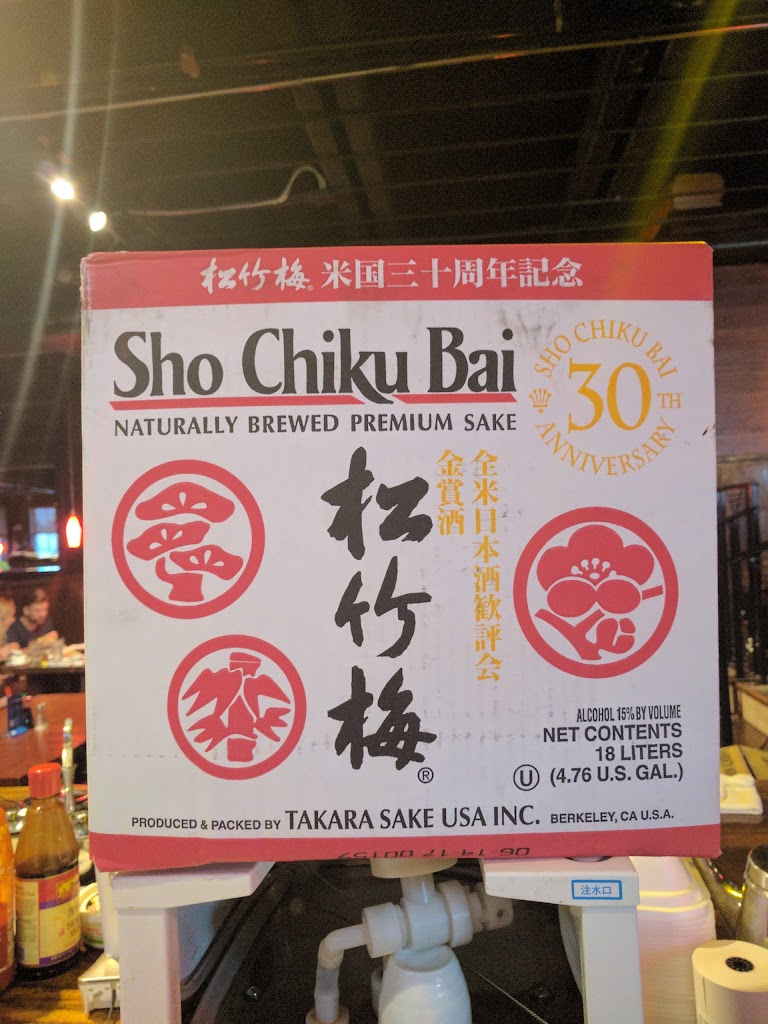 松竹梅® 米国三十周年記念
Sho Chiku Bai
NATURALLY BREWED PREMIUM SAKE
SHO CHIKU BAI
30TH
ANNIVERSARY
松竹梅®
全米日本酒歓評会
金賞酒
ALCOHOL 15% BY VOLUME
NET CONTENTS
18 LITERS
U (4.76 U.S. GAL.)
PRODUCED & PACKED BY TAKARA SAKE USA INC. BERKELEY, CA U.S.A.
注水口